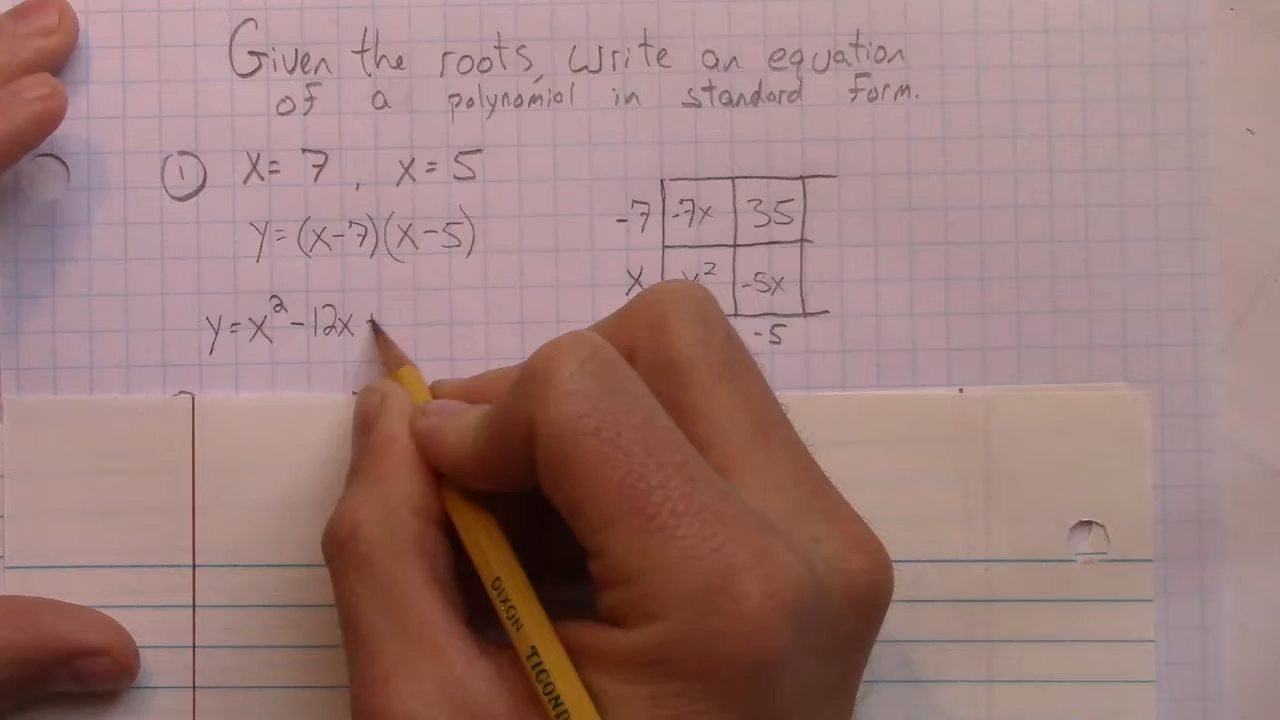 Given the roots, write an equation
of a polynomial in standard form.
① x = 7 , x = 5
y = (x-7)(x-5)
y = x² - 12x +
-7 -7x 35
x x² -5x
-5
DIXON TICOND